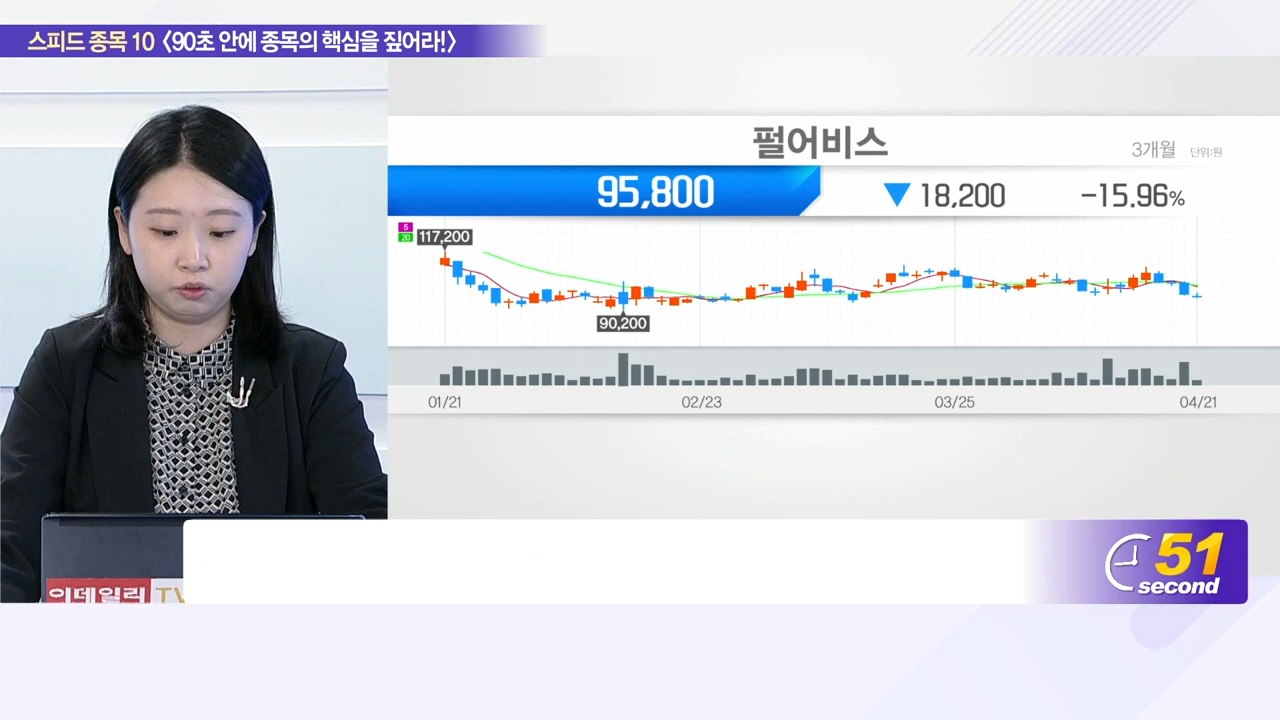 스피드 종목 10 〈90초 안에 종목의 핵심을 짚어라!〉
펄어비스
3개월 단위:원
95,800 ▼ 18,200 -15.96%
5
20
117,200
90,200
01/21 02/23 03/25 04/21
51
second
이데일리 TV